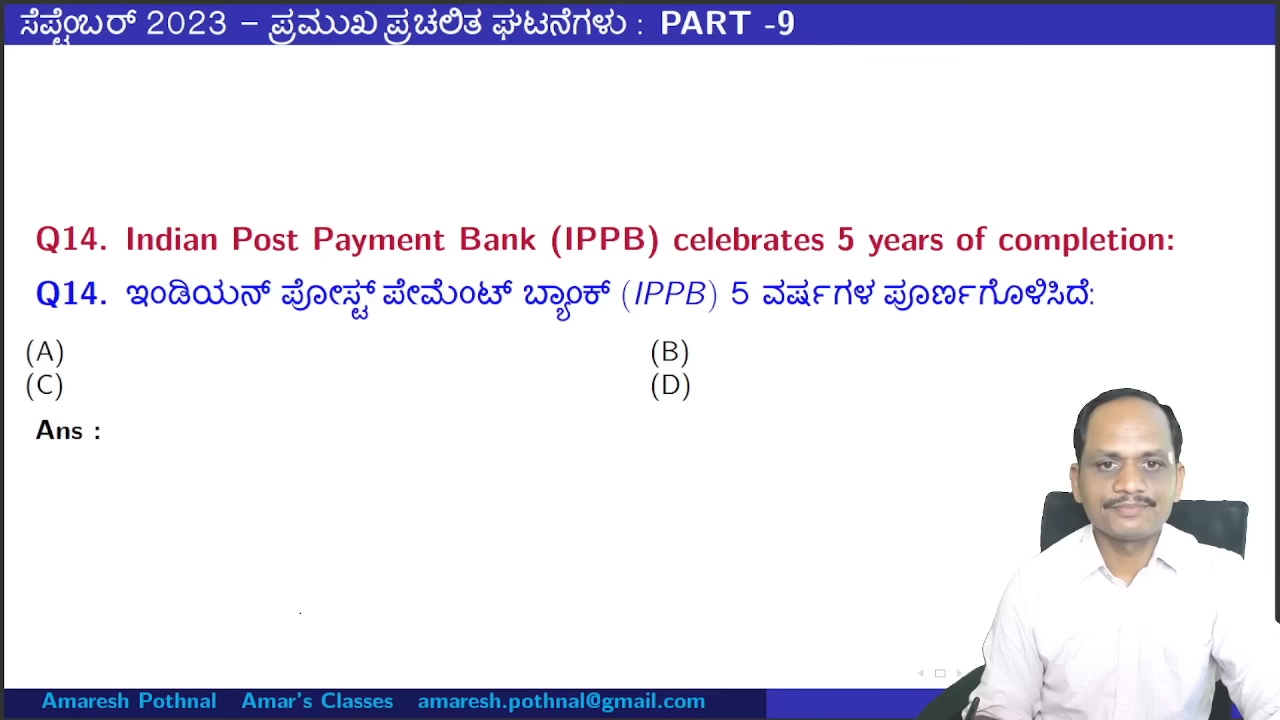 ಸೆಪ್ಟೆಂಬರ್ 2023 – ಪ್ರಮುಖ ಪ್ರಚಲಿತ ಘಟನೆಗಳು : PART -9
Q14. Indian Post Payment Bank (IPPB) celebrates 5 years of completion:
Q14. ಇಂಡಿಯನ್ ಪೋಸ್ಟ್ ಪೇಮೆಂಟ್ ಬ್ಯಾಂಕ್ (IPPB) 5 ವರ್ಷಗಳ ಪೂರ್ಣಗೊಳಿಸಿದೆ:
(A) (B)
(C) (D)
Ans :
Amaresh Pothnal Amar's Classes amaresh.pothnal@gmail.com